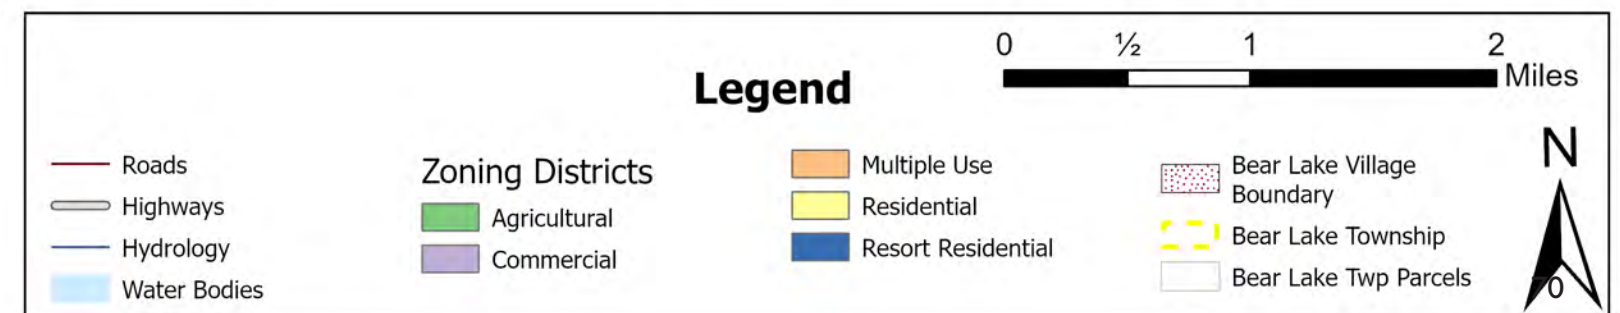 0 ½ 1 2
Miles
Legend
N
Roads
Highways
Hydrology
Water Bodies
Zoning Districts
Agricultural
Commercial
Multiple Use
Residential
Resort Residential
Bear Lake Village
Boundary
Bear Lake Township
Bear Lake Twp Parcels
70